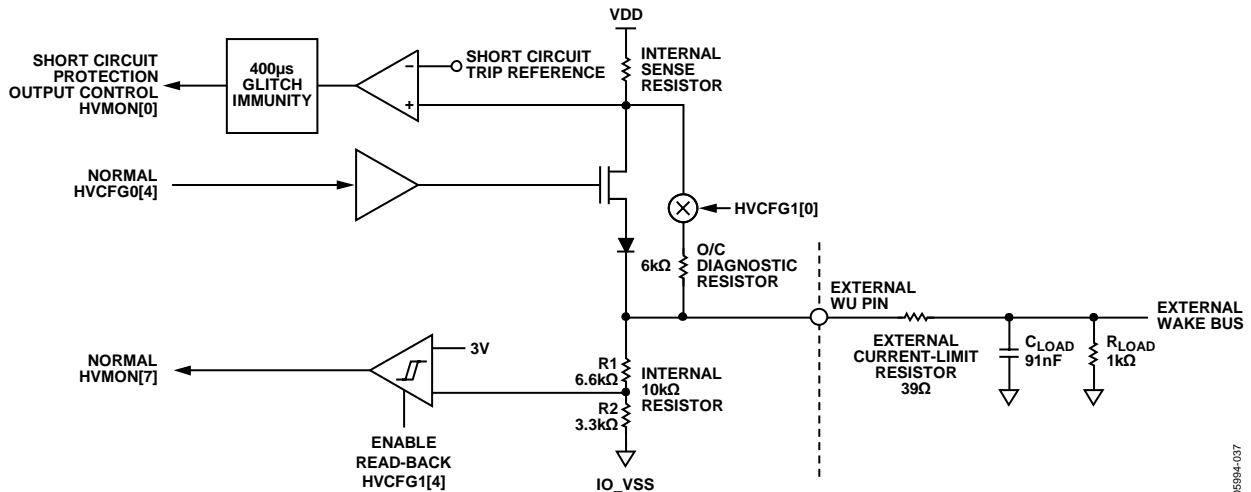 VDD
SHORT CIRCUIT
PROTECTION
OUTPUT CONTROL
HVMON[0]
400µs
GLITCH
IMMUNITY
–
+
SHORT CIRCUIT
TRIP REFERENCE
INTERNAL
SENSE
RESISTOR
NORMAL
HVCFG0[4]
HVCFG1[0]
6kΩ
O/C
DIAGNOSTIC
RESISTOR
EXTERNAL
WU PIN
EXTERNAL
WAKE BUS
EXTERNAL
CURRENT-LIMIT
RESISTOR
39Ω
CLOAD
91nF
RLOAD
1kΩ
NORMAL
HVMON[7]
3V
R1
6.6kΩ
INTERNAL
10kΩ
RESISTOR
R2
3.3kΩ
ENABLE
READ-BACK
HVCFG1[4]
IO_VSS
05994-037